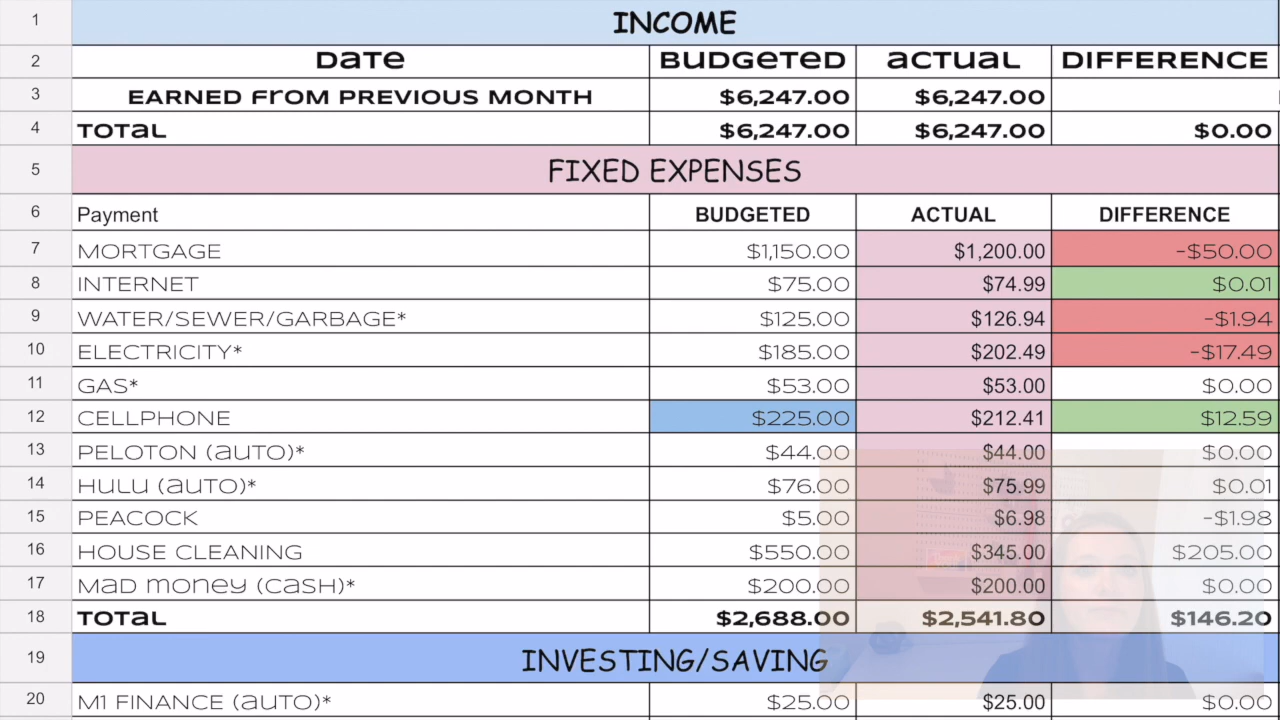 1 INCOME
2 Date BUDGETED actual DIFFERENCE
3 EARNED From PREVIOUS MONTH $6,247.00 $6,247.00
4 Total $6,247.00 $6,247.00 $0.00
5 FIXED EXPENSES
6 Payment BUDGETED ACTUAL DIFFERENCE
7 MORTGAGE $1,150.00 $1,200.00 -$50.00
8 INTERNET $75.00 $74.99 $0.01
9 WATER/SEWER/GARBAGE* $125.00 $126.94 -$1.94
10 ELECTRICITY* $185.00 $202.49 -$17.49
11 GAS* $53.00 $53.00 $0.00
12 CELLPHONE $225.00 $212.41 $12.59
13 PELOTON (auto)* $44.00 $44.00 $0.00
14 Hulu (auto)* $76.00 $75.99 $0.01
15 PEACOCK $5.00 $6.98 -$1.98
16 HOUSE CLEANING $550.00 $345.00 $205.00
17 Mad money (cash)* $200.00 $200.00 $0.00
18 Total $2,688.00 $2,541.80 $146.20
19 INVESTING/SAVING
20 M1 FINANCE (auto)* $25.00 $25.00 $0.00